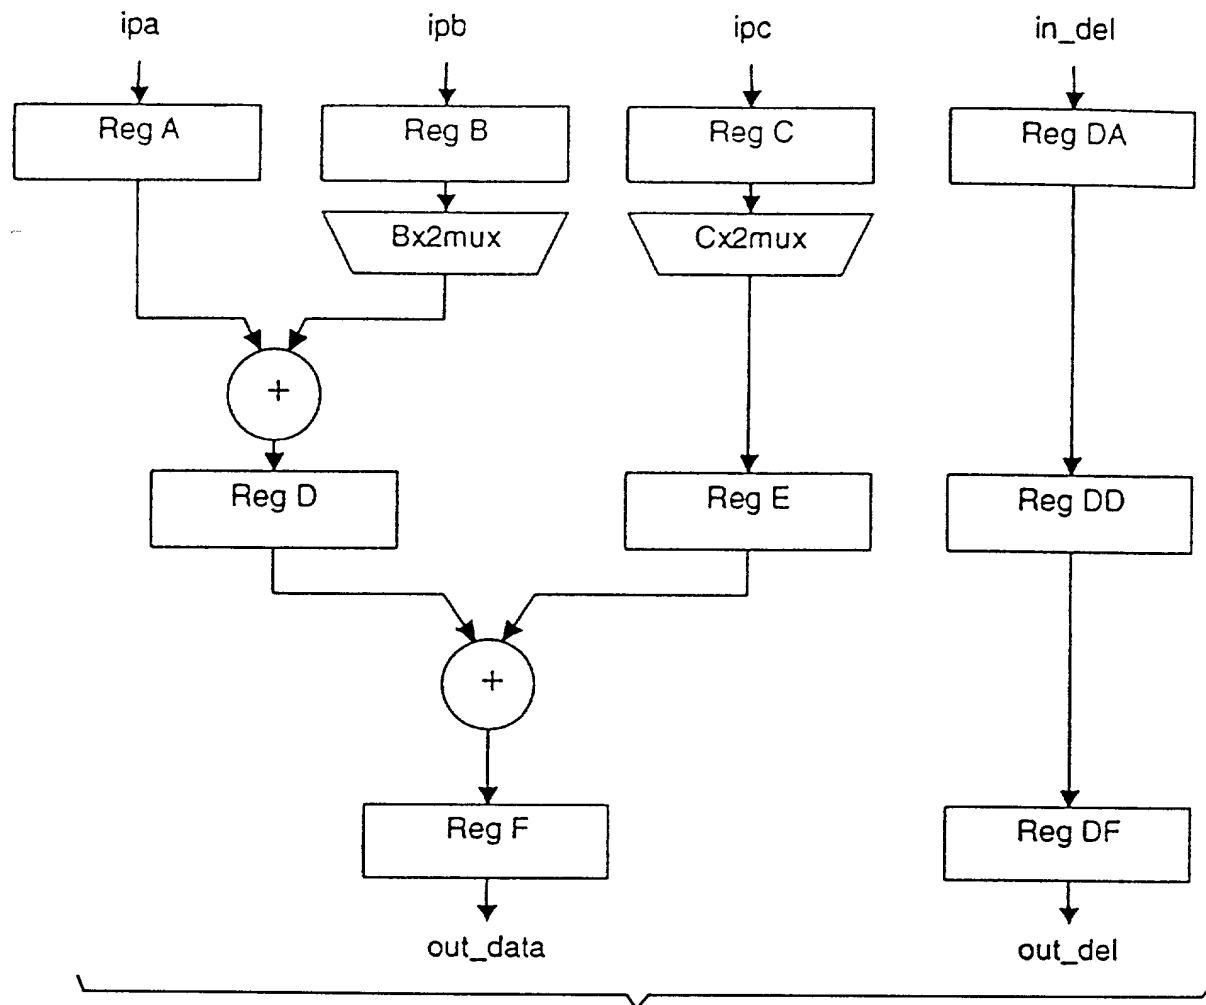 ipa ipb ipc in_del
Reg A Reg B Reg C Reg DA
Bx2mux Cx2mux
+
Reg D Reg E Reg DD
+
Reg F Reg DF
out_data out_del